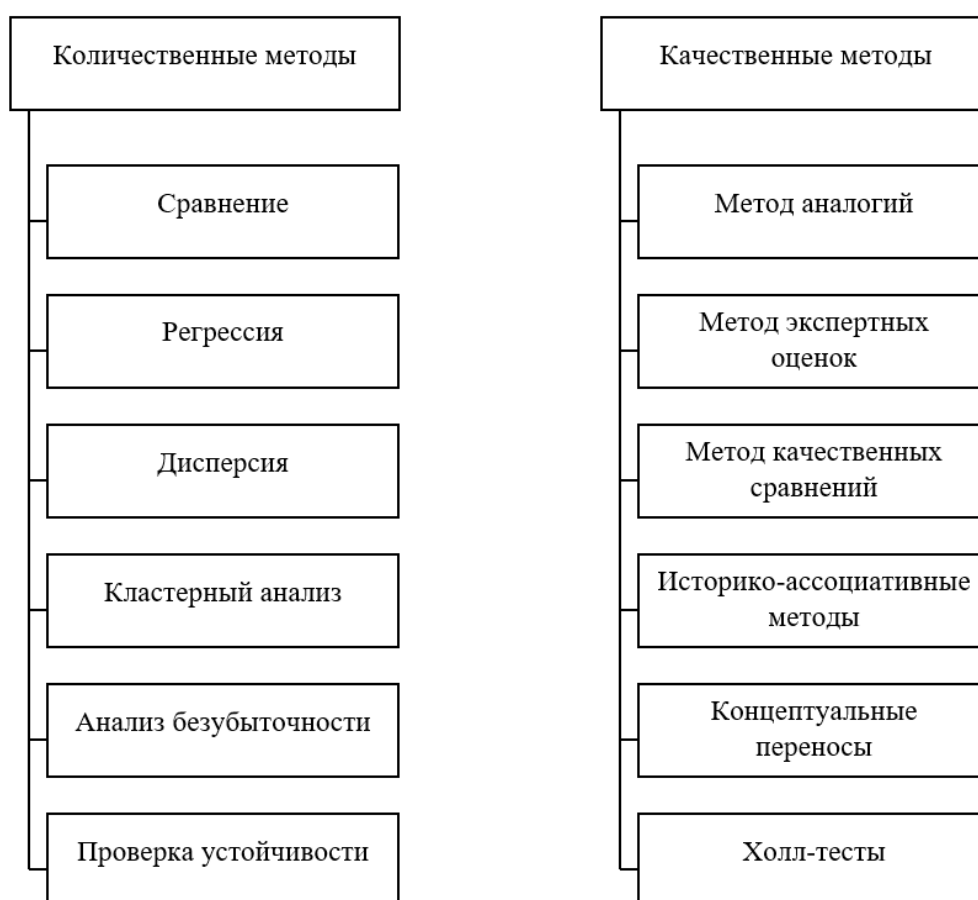 Количественные методы
Сравнение
Регрессия
Дисперсия
Кластерный анализ
Анализ безубыточности
Проверка устойчивости
Качественные методы
Метод аналогий
Метод экспертных
оценок
Метод качественных
сравнений
Историко-ассоциативные
методы
Концептуальные
переносы
Холл-тесты